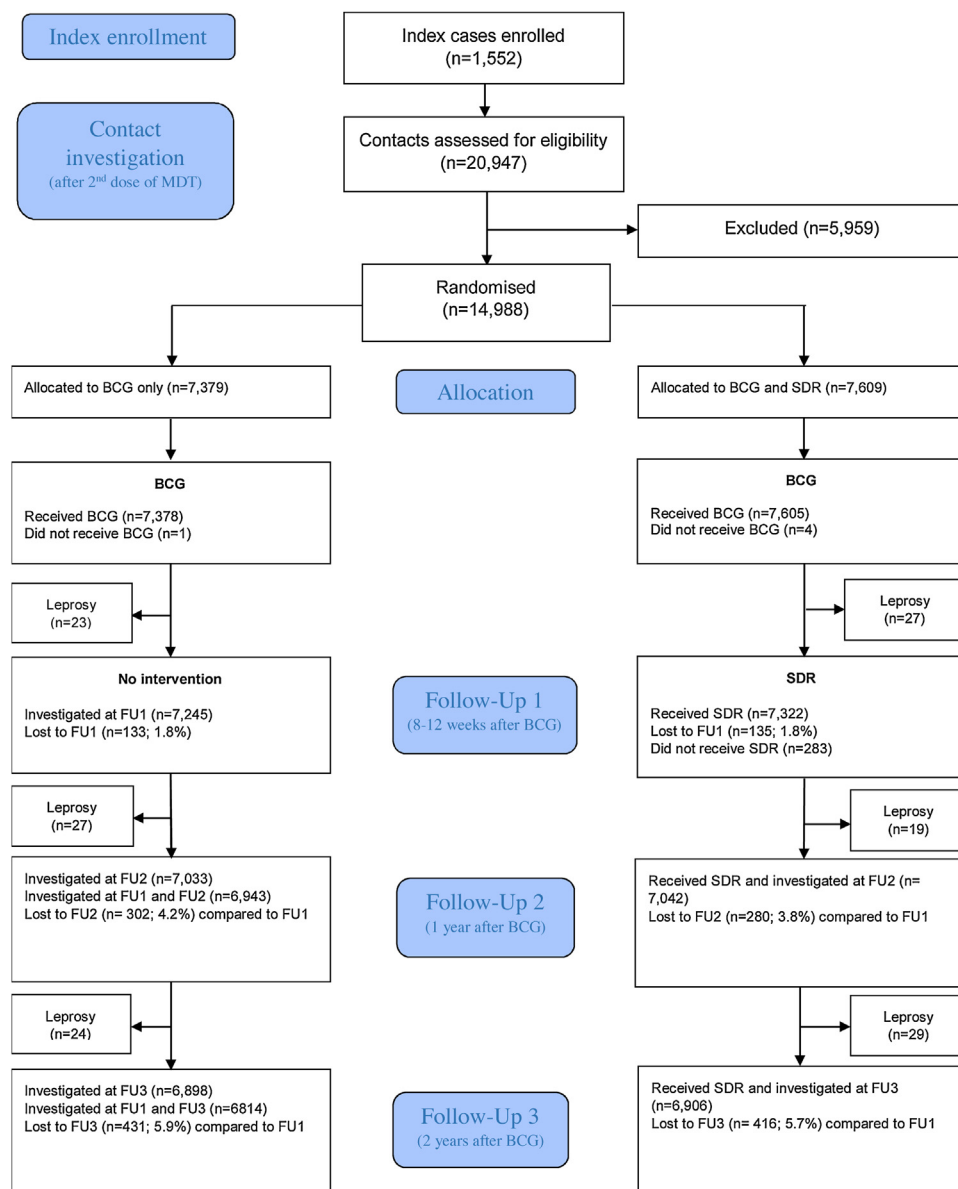 Index enrollment
Index cases enrolled
(n=1,552)
Contact
investigation
(after 2nd dose of MDT)
Contacts assessed for eligibility
(n=20,947)
Excluded (n=5,959)
Randomised
(n=14,988)
Allocated to BCG only (n=7,379)
Allocation
Allocated to BCG and SDR (n=7,609)
BCG
Received BCG (n=7,378)
Did not receive BCG (n=1)
BCG
Received BCG (n=7,605)
Did not receive BCG (n=4)
Leprosy
(n=23)
Leprosy
(n=27)
No intervention
Investigated at FU1 (n=7,245)
Lost to FU1 (n=133; 1.8%)
Follow-Up 1
(8-12 weeks after BCG)
SDR
Received SDR (n=7,322)
Lost to FU1 (n=135; 1.8%)
Did not receive SDR (n=283)
Leprosy
(n=27)
Leprosy
(n=19)
Investigated at FU2 (n=7,033)
Investigated at FU1 and FU2 (n=6,943)
Lost to FU2 (n= 302; 4.2%) compared to FU1
Follow-Up 2
(1 year after BCG)
Received SDR and investigated at FU2 (n=
7,042)
Lost to FU2 (n=280; 3.8%) compared to FU1
Leprosy
(n=24)
Leprosy
(n=29)
Investigated at FU3 (n=6,898)
Investigated at FU1 and FU3 (n=6814)
Lost to FU3 (n=431; 5.9%) compared to FU1
Follow-Up 3
(2 years after BCG)
Received SDR and investigated at FU3
(n=6,906)
Lost to FU3 (n= 416; 5.7%) compared to FU1